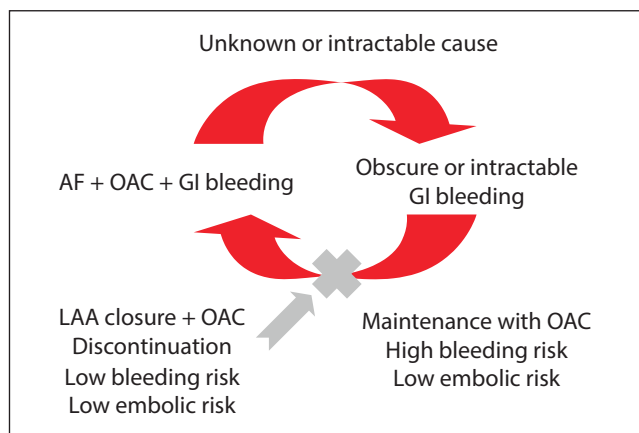 Unknown or intractable cause
AF + OAC + GI bleeding
Obscure or intractable
GI bleeding
LAA closure + OAC
Discontinuation
Low bleeding risk
Low embolic risk
Maintenance with OAC
High bleeding risk
Low embolic risk